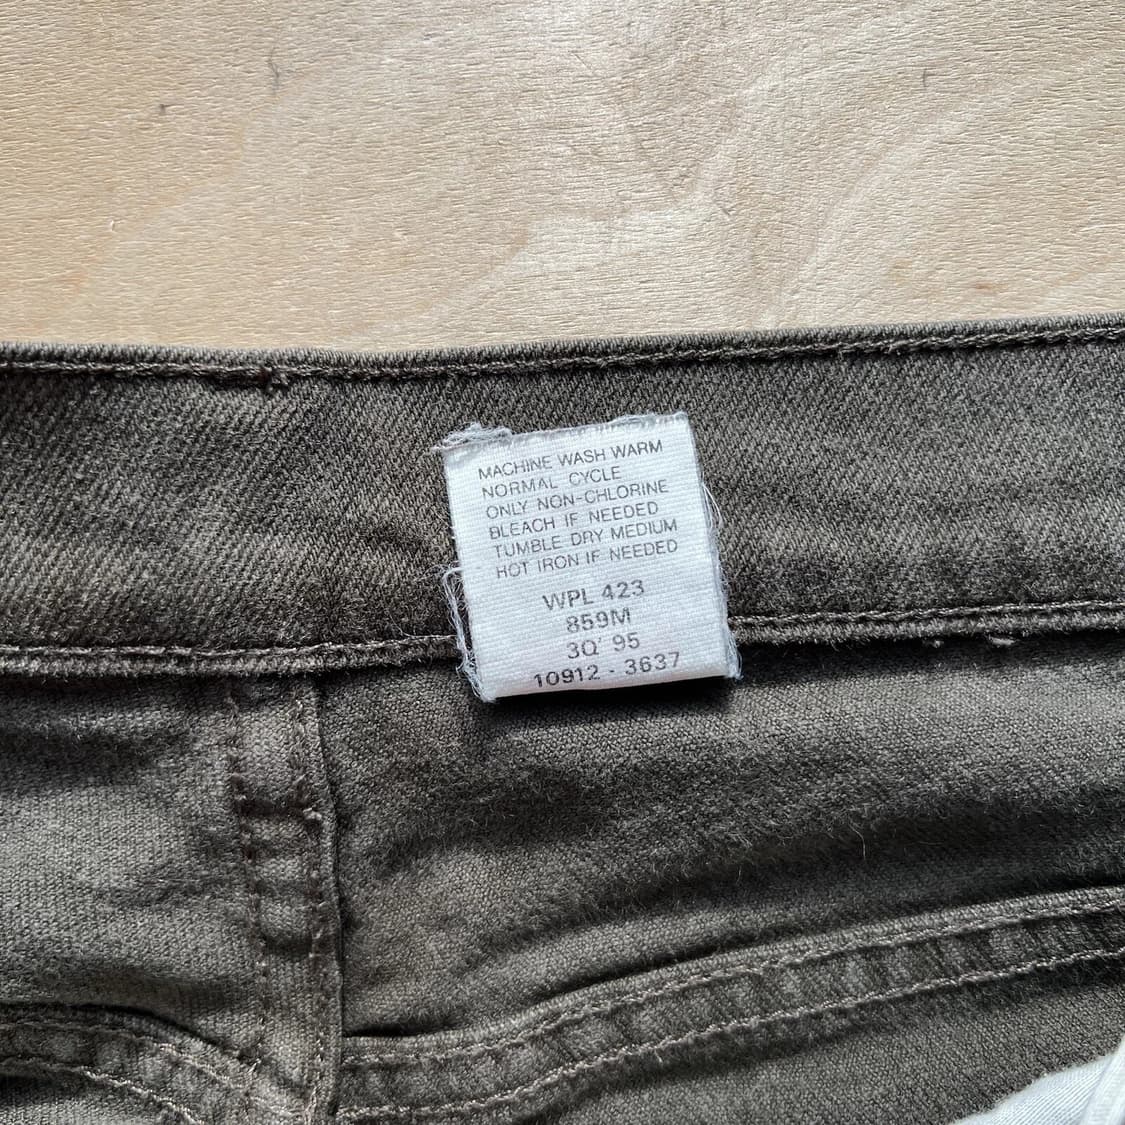 MACHINE WASH WARM
NORMAL CYCLE
ONLY NON-CHLORINE
BLEACH IF NEEDED
TUMBLE DRY MEDIUM
HOT IRON IF NEEDED
WPL 423
859M
3Q' 95
10912 - 3637